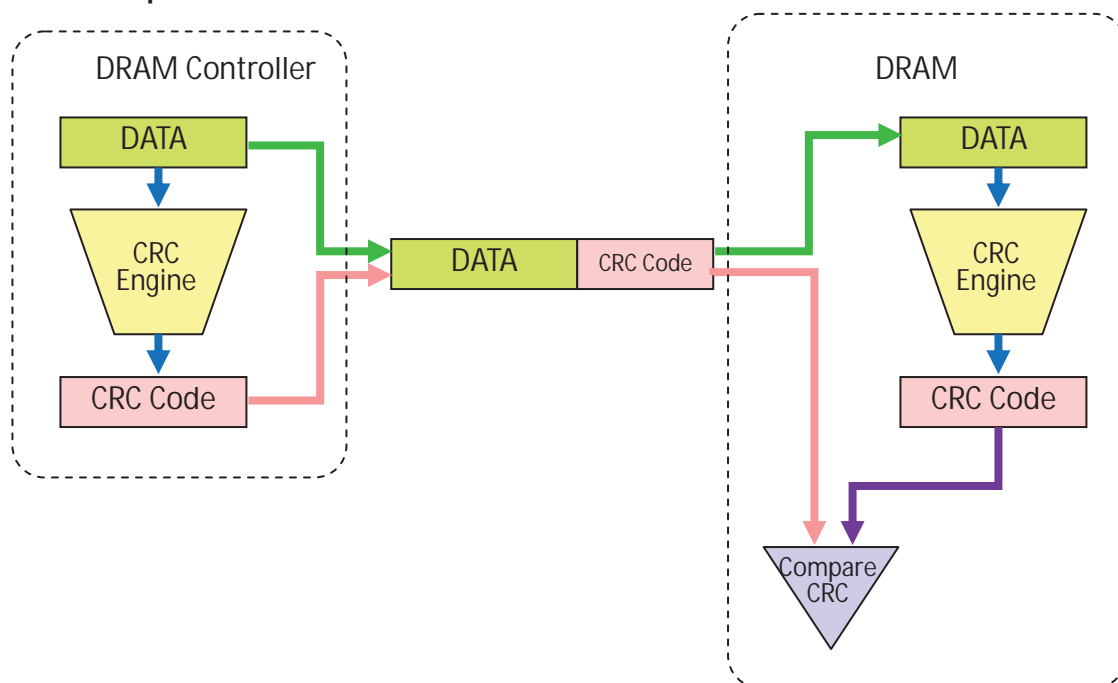 DRAM Controller
DATA
CRC
Engine
CRC Code
DATA
CRC Code
DRAM
DATA
CRC
Engine
CRC Code
Compare
CRC